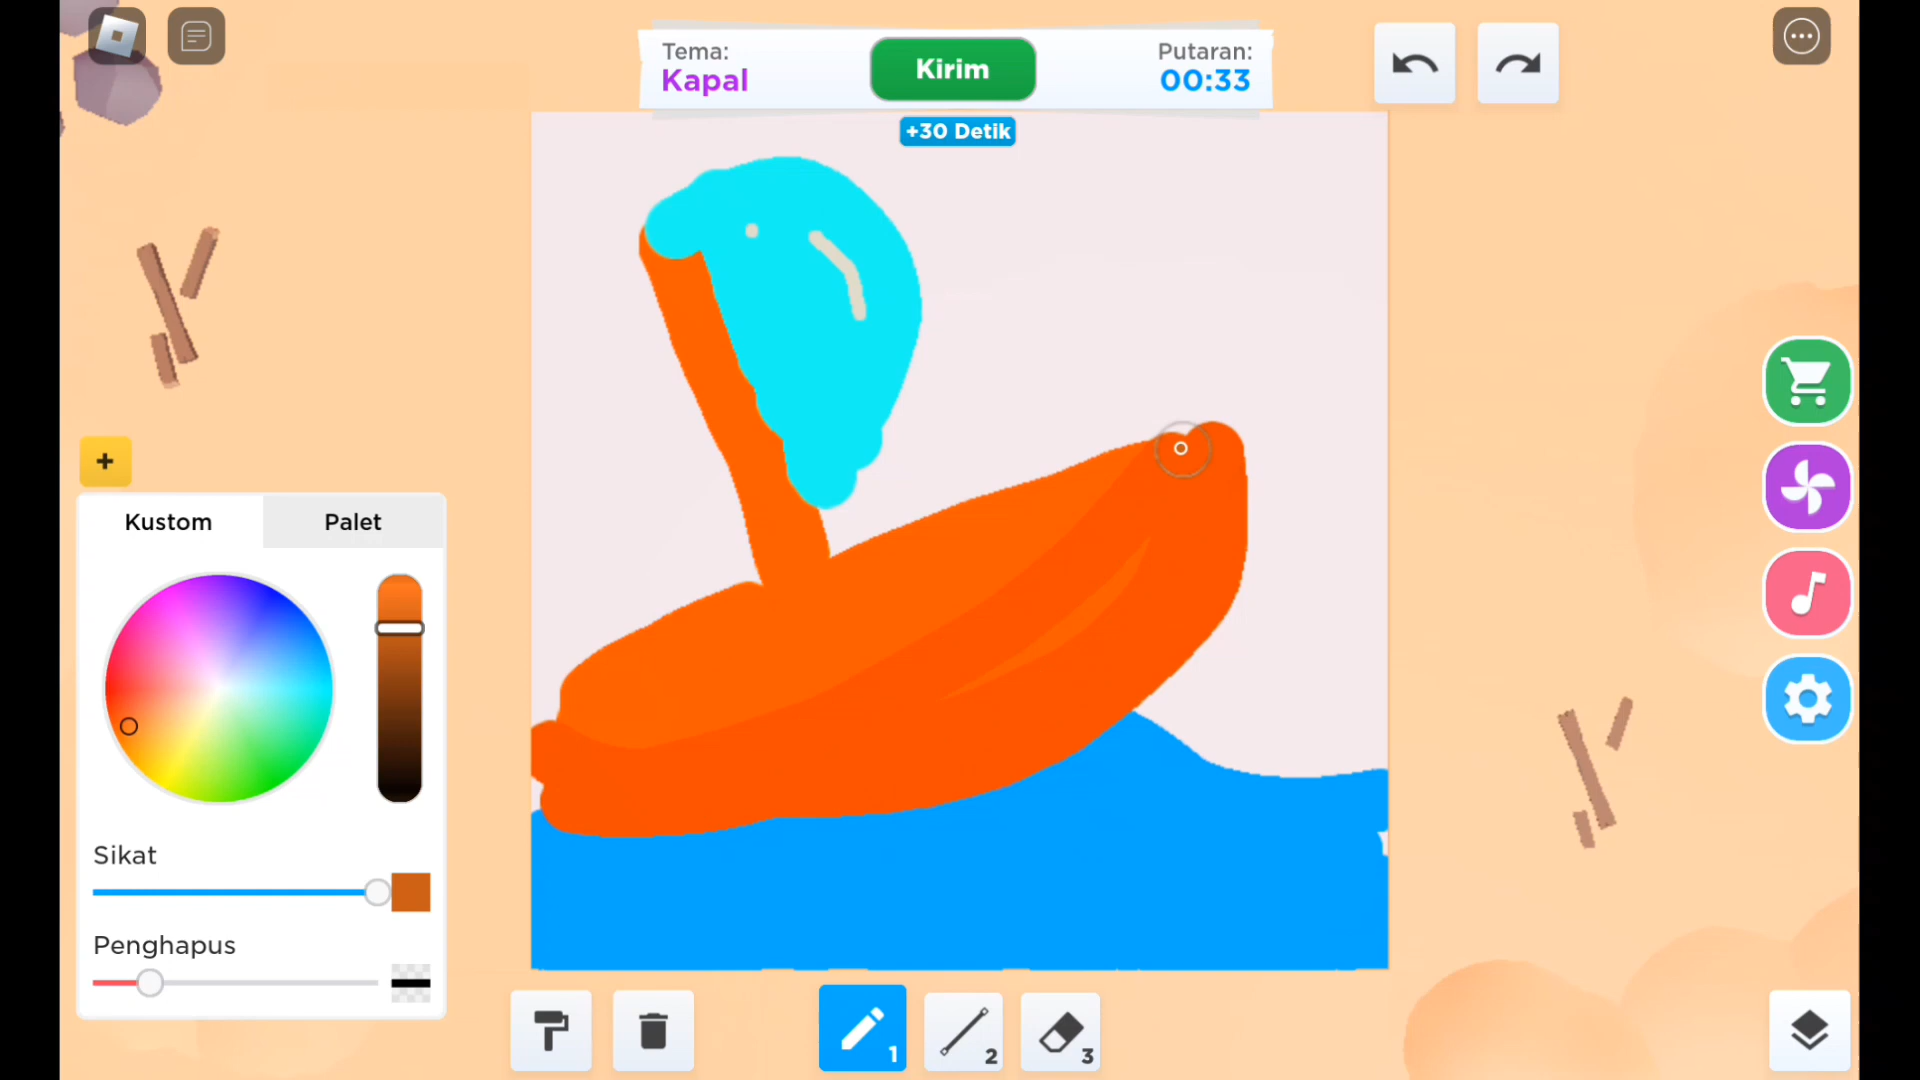 Tema:
Kapal
Kirim
Putaran:
00:33
+30 Detik
+
Kustom
Palet
Sikat
Penghapus
1
2
3